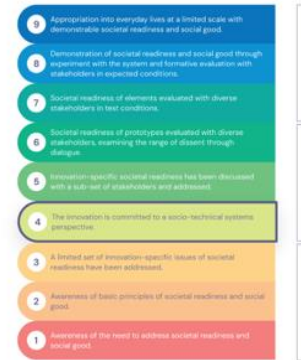 9
Appropriation into everyday lives at a limited scale with
demonstrable societal readiness and social good.
8
Demonstration of societal readiness and social good through
experiment with the system and formative evaluation with
stakeholders in expected conditions.
7
Societal readiness of elements evaluated with diverse
stakeholders in test conditions.
6
Societal readiness of prototypes evaluated with diverse
stakeholders, examining the range of dissent through
dialogue.
5
Innovation-specific societal readiness has been discussed
with a sub-set of stakeholders and addressed.
4
The innovation is committed to a socio-technical systems
perspective.
3
A limited set of innovation-specific issues of societal
readiness have been addressed.
2
Awareness of basic principles of societal readiness and social
good.
1
Awareness of the need to address societal readiness and
social good.